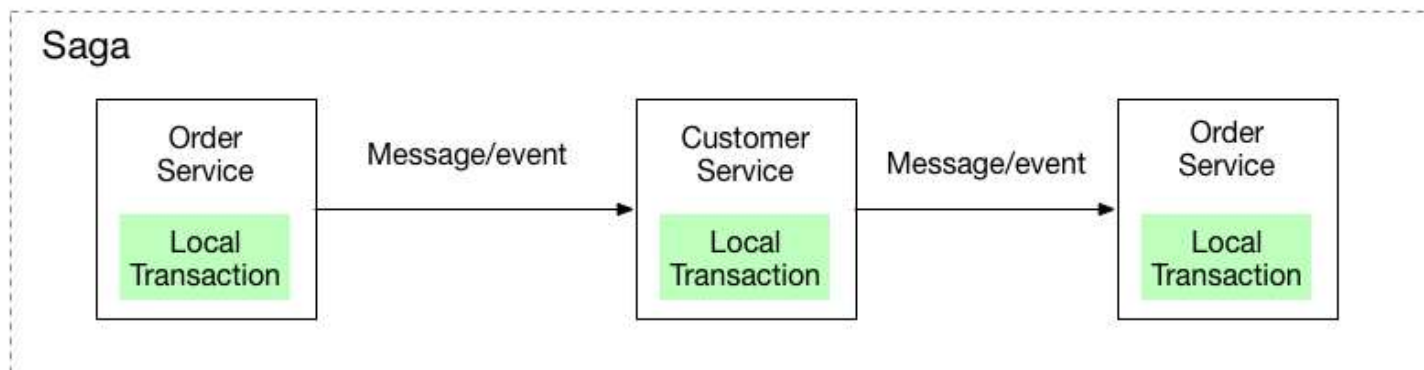 Saga
Order
Service
Local
Transaction
Message/event
Customer
Service
Local
Transaction
Message/event
Order
Service
Local
Transaction